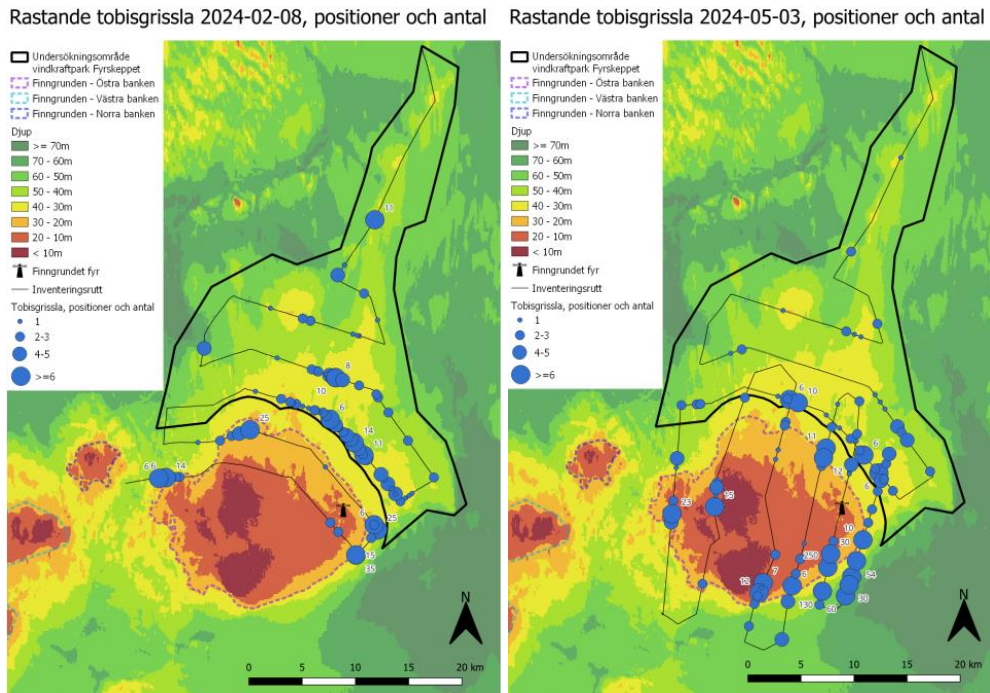 Rastande tobisgrissla 2024-02-08, positioner och antal
Undersökningsområde
vindkraftpark Fyrskeppet
Finngrunden - Östra banken
Finngrunden - Västra banken
Finngrunden - Norra banken
Djup
>= 70m
70 - 60m
60 - 50m
50 - 40m
40 - 30m
30 - 20m
20 - 10m
< 10m
Finngrundet fyr
Inventeringsrutt
Tobisgrissla, positioner och antal
1
2-3
4-5
>=6
11
8
10
6
25
14
11
6 6
14
6
25
15
35
N
0 5 10 15 20 km
Rastande tobisgrissla 2024-05-03, positioner och antal
Undersökningsområde
vindkraftpark Fyrskeppet
Finngrunden - Östra banken
Finngrunden - Västra banken
Finngrunden - Norra banken
Djup
>= 70m
70 - 60m
60 - 50m
50 - 40m
40 - 30m
30 - 20m
20 - 10m
< 10m
Finngrundet fyr
Inventeringsrutt
Tobisgrissla, positioner och antal
1
2-3
4-5
>=6
6
10
11
6
12
6
15
23
10
30
250
7
6
54
12
130
60
30
N
0 5 10 15 20 km